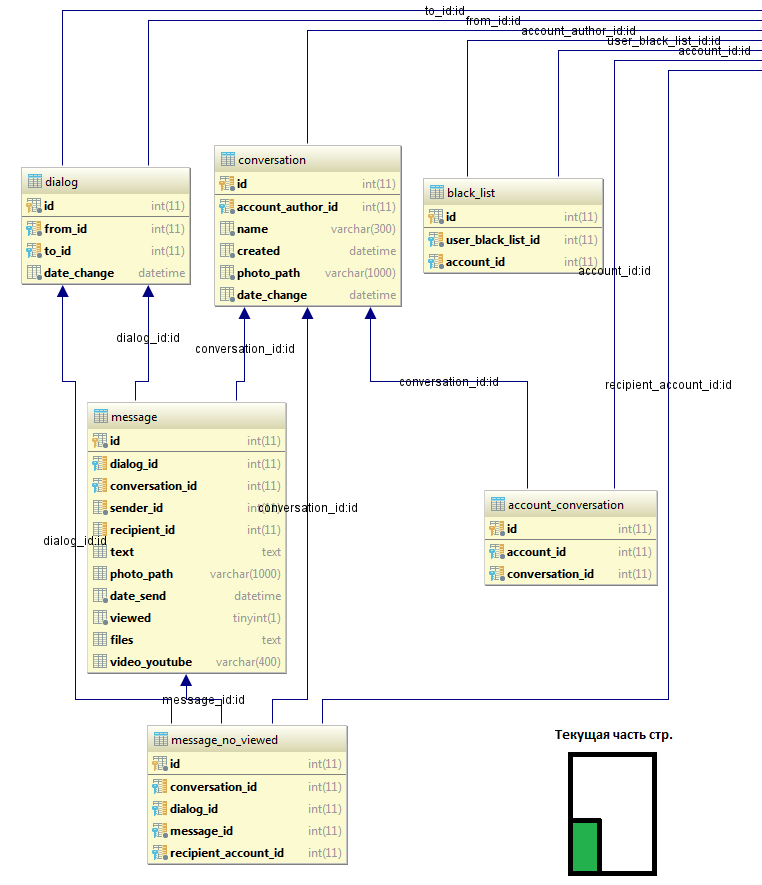 to_id:id
from_id:id
account_author_id:id
user_black_list_id:id
account_id:id
dialog
id int(11)
from_id int(11)
to_id int(11)
date_change datetime
conversation
id int(11)
account_author_id int(11)
name varchar(300)
created datetime
photo_path varchar(1000)
date_change datetime
black_list
id int(11)
user_black_list_id int(11)
account_id int(11)
account_id:id
dialog_id:id
conversation_id:id
conversation_id:id
recipient_account_id:id
message
id int(11)
dialog_id int(11)
conversation_id int(11)
sender_id int(11)
recipient_id int(11)
text text
photo_path varchar(1000)
date_send datetime
viewed tinyint(1)
files text
video_youtube varchar(400)
conversation_id:id
dialog_id:id
account_conversation
id int(11)
account_id int(11)
conversation_id int(11)
message_id:id
message_no_viewed
id int(11)
conversation_id int(11)
dialog_id int(11)
message_id int(11)
recipient_account_id int(11)
Текущая часть стр.